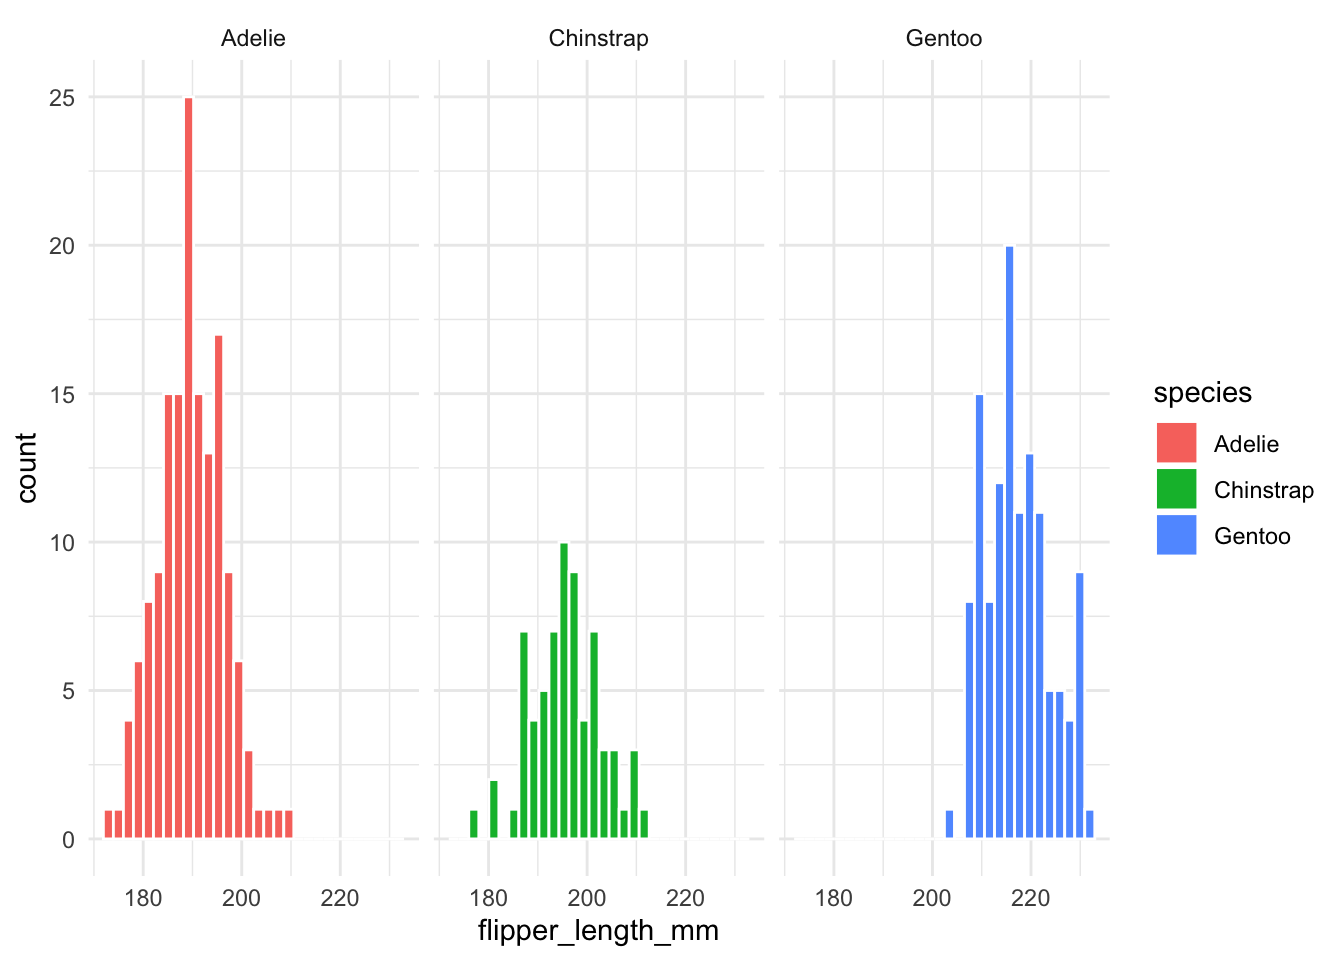 Adelie Chinstrap Gentoo
25
20
15
10
5
0
count
180 200 220 180 200 220 180 200 220
flipper_length_mm
species
Adelie
Chinstrap
Gentoo